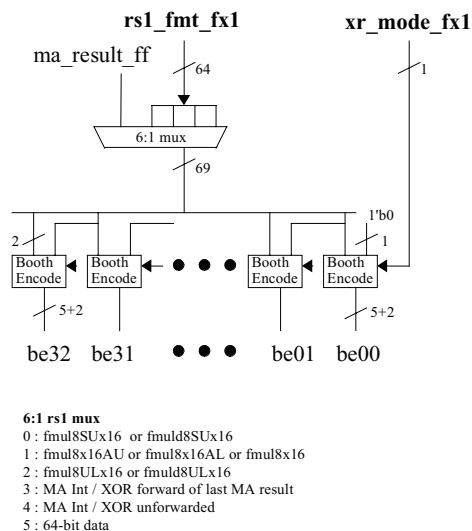 rs1_fmt_fx1
xr_mode_fx1
ma_result_ff
64
1
6:1 mux
69
1'b0
2
1
Booth Encode
Booth Encode
Booth Encode
Booth Encode
5+2
5+2
be32
be31
be01
be00
6:1 rs1 mux
0 : fmul8SUx16 or fmuld8SUx16
1 : fmul8x16AU or fmul8x16AL or fmul8x16
2 : fmul8ULx16 or fmuld8ULx16
3 : MA Int / XOR forward of last MA result
4 : MA Int / XOR unforwarded
5 : 64-bit data